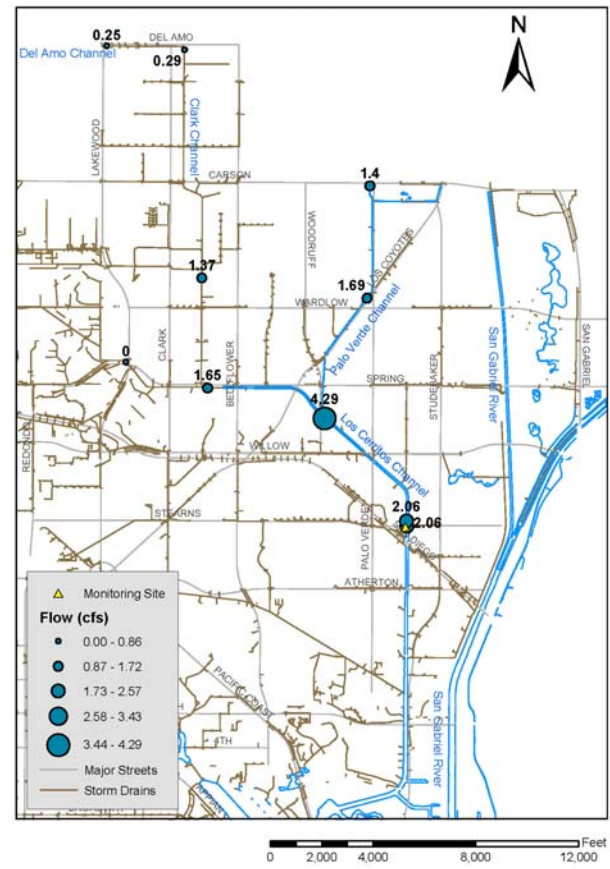 N
0.25
DEL AMO
Del Amo Channel
0.29
LAKEWOOD
Clark Channel
CARSON
1.4
WOODRUFF
LOS COYOTES
1.37
1.69
WARDLOW
Palo Verde Channel
San Gabriel River
SAN GABRIEL
CLARK
BELLFLOWER
0
1.65
SPRING
STUDEBAKER
4.29
Los Cerritos Channel
REDONDO
WILLOW
2.06
2.06
STEARNS
PALO VERDE
ATHERTON
PACIFIC COAST
4TH
San Gabriel River
Monitoring Site
Flow (cfs)
0.00 - 0.86
0.87 - 1.72
1.73 - 2.57
2.58 - 3.43
3.44 - 4.29
Major Streets
Storm Drains
Feet
0 2,000 4,000 8,000 12,000